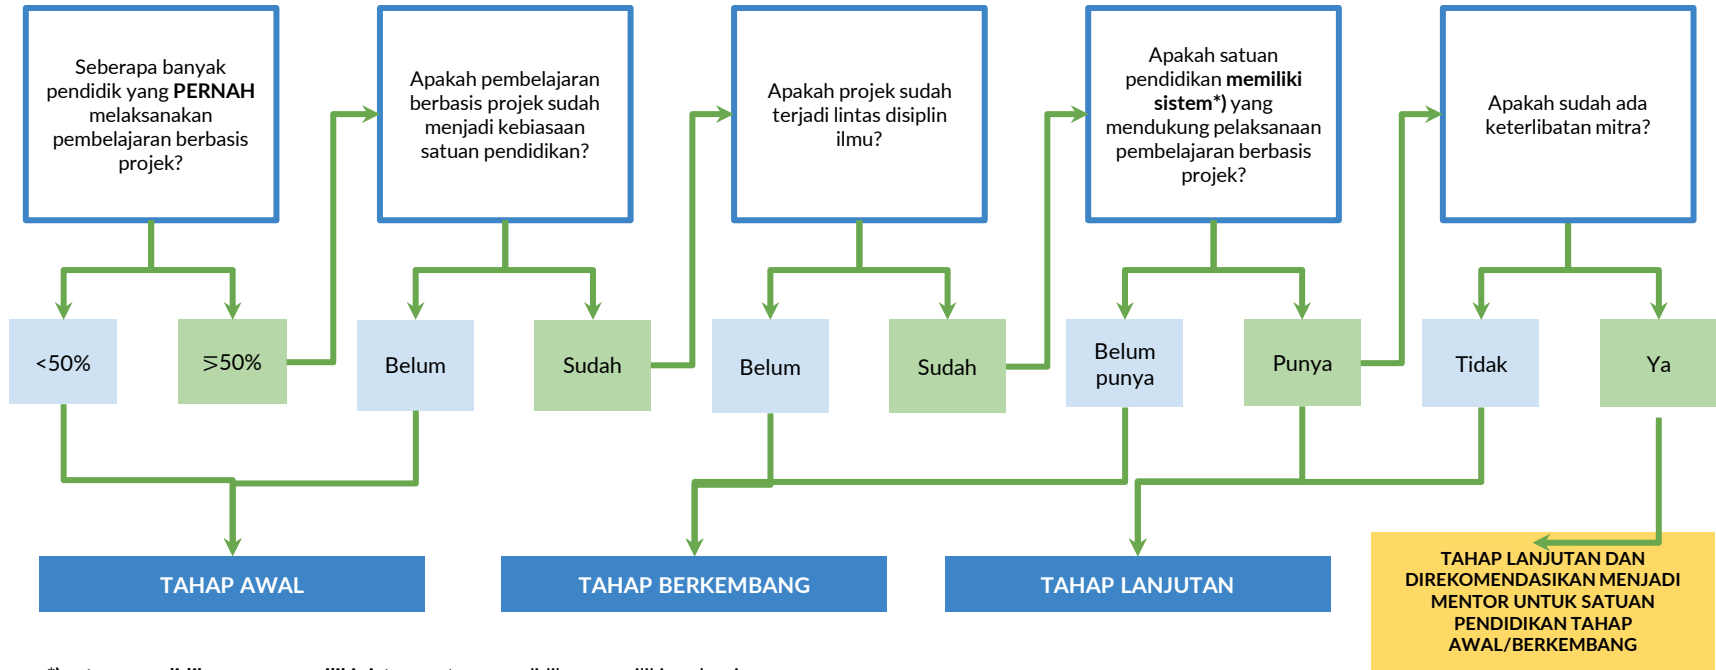 Seberapa banyak
pendidik yang PERNAH
melaksanakan
pembelajaran berbasis
projek?
Apakah pembelajaran
berbasis projek sudah
menjadi kebiasaan
satuan pendidikan?
Apakah projek sudah
terjadi lintas disiplin
ilmu?
Apakah satuan
pendidikan memiliki
sistem*) yang
mendukung pelaksanaan
pembelajaran berbasis
projek?
Apakah sudah ada
keterlibatan mitra?
<50%
⋝50%
Belum
Sudah
Belum
Sudah
Belum
punya
Punya
Tidak
Ya
TAHAP AWAL
TAHAP BERKEMBANG
TAHAP LANJUTAN
TAHAP LANJUTAN DAN
DIREKOMENDASIKAN MENJADI
MENTOR UNTUK SATUAN
PENDIDIKAN TAHAP
AWAL/BERKEMBANG